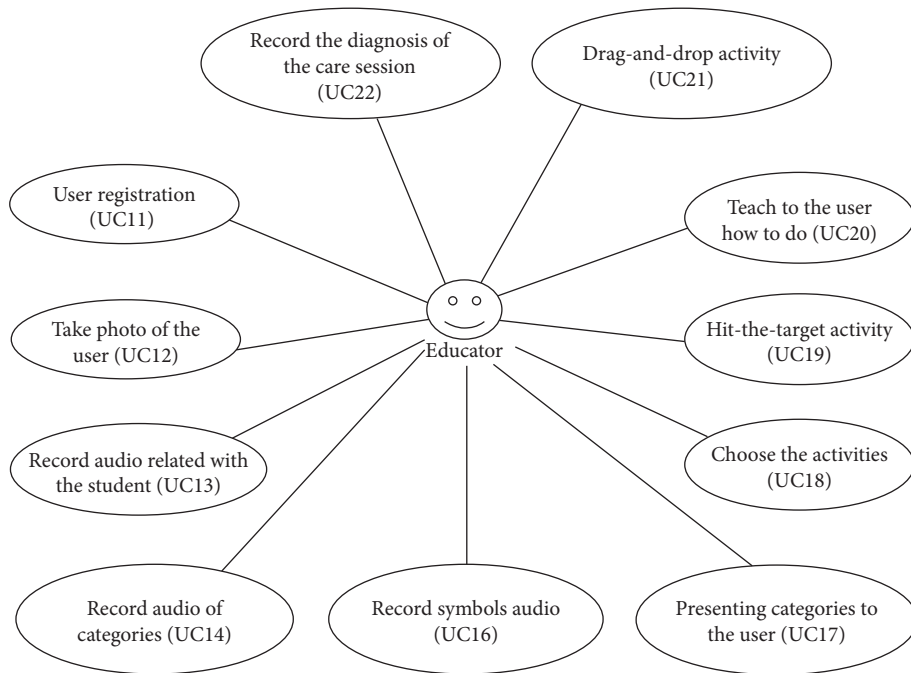 Record the diagnosis of
the care session
(UC22)
Drag-and-drop activity
(UC21)
User registration
(UC11)
Teach to the user
how to do (UC20)
Take photo of the
user (UC12)
Educator
Hit-the-target activity
(UC19)
Record audio related with
the student (UC13)
Choose the activities
(UC18)
Record audio of
categories (UC14)
Record symbols audio
(UC16)
Presenting categories to
the user (UC17)